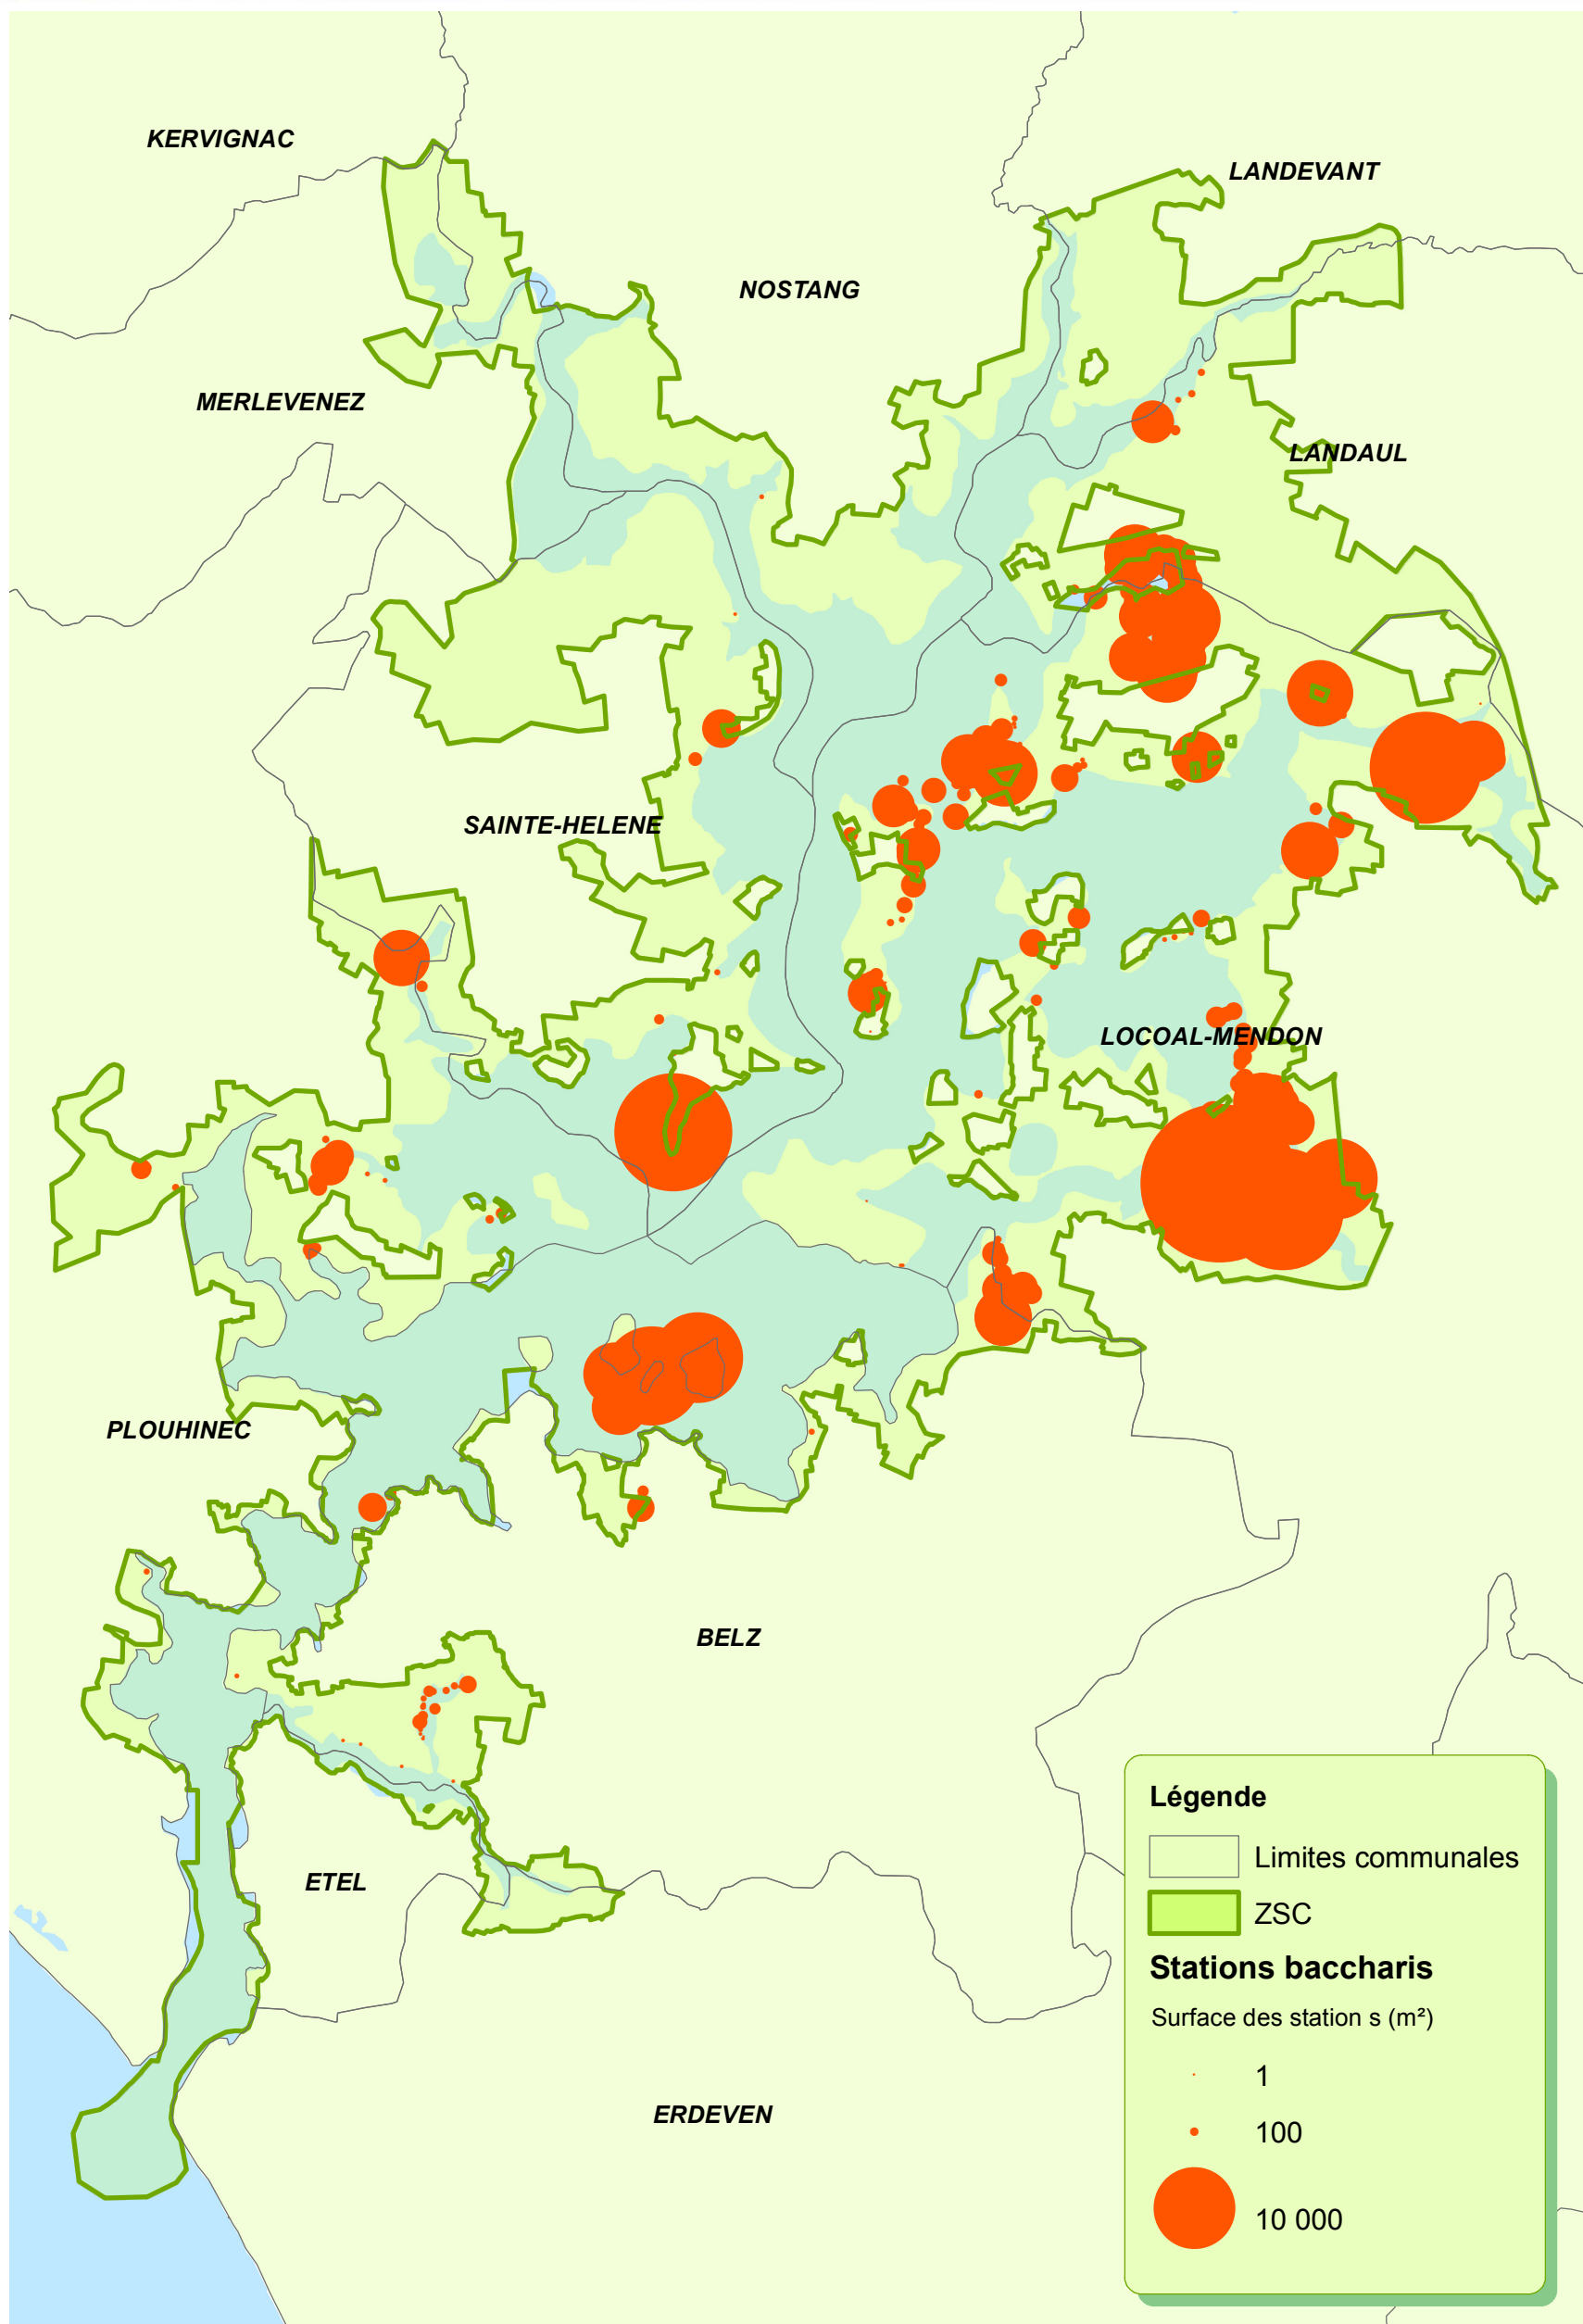 KERVIGNAC
LANDEVANT
NOSTANG
MERLEVENEZ
LANDAUL
SAINTE-HELENE
LOCOAL-MENDON
PLOUHINEC
BELZ
ETEL
ERDEVEN
Légende
Limites communales
ZSC
Stations baccharis
Surface des station s (m²)
1
100
10 000